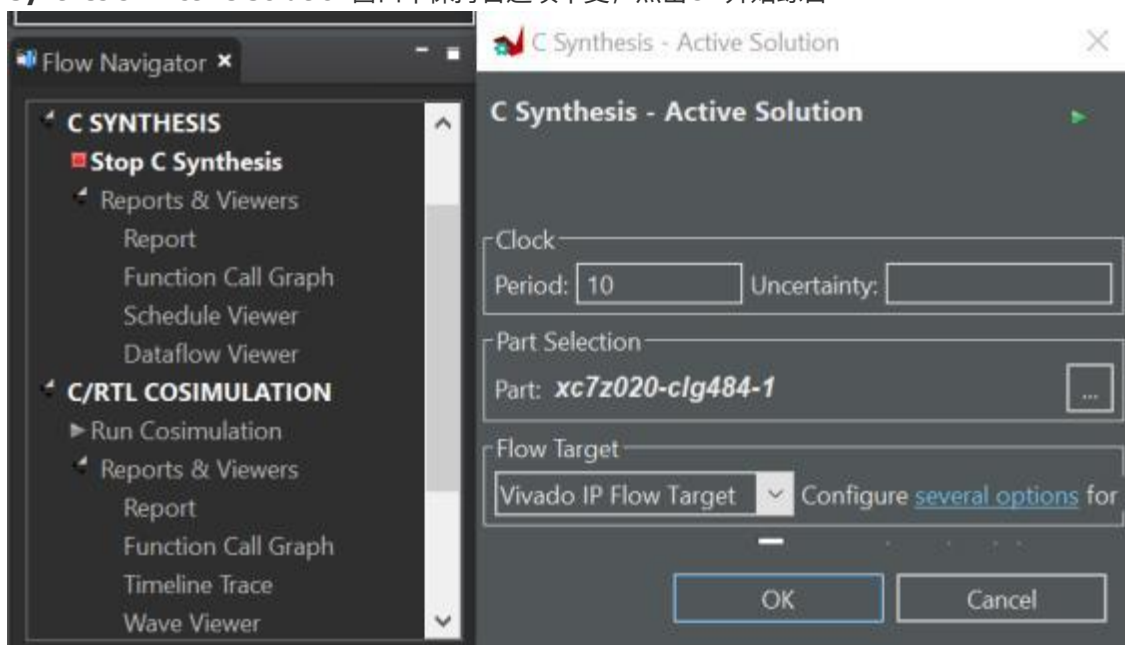 Flow Navigator
C SYNTHESIS
Stop C Synthesis
Reports & Viewers
Report
Function Call Graph
Schedule Viewer
Dataflow Viewer
C/RTL COSIMULATION
Run Cosimulation
Reports & Viewers
Report
Function Call Graph
Timeline Trace
Wave Viewer
C Synthesis - Active Solution
C Synthesis - Active Solution
Clock
Period: 10 Uncertainty:
Part Selection
Part: xc7z020-clg484-1 ...
Flow Target
Vivado IP Flow Target Configure several options for
OK Cancel